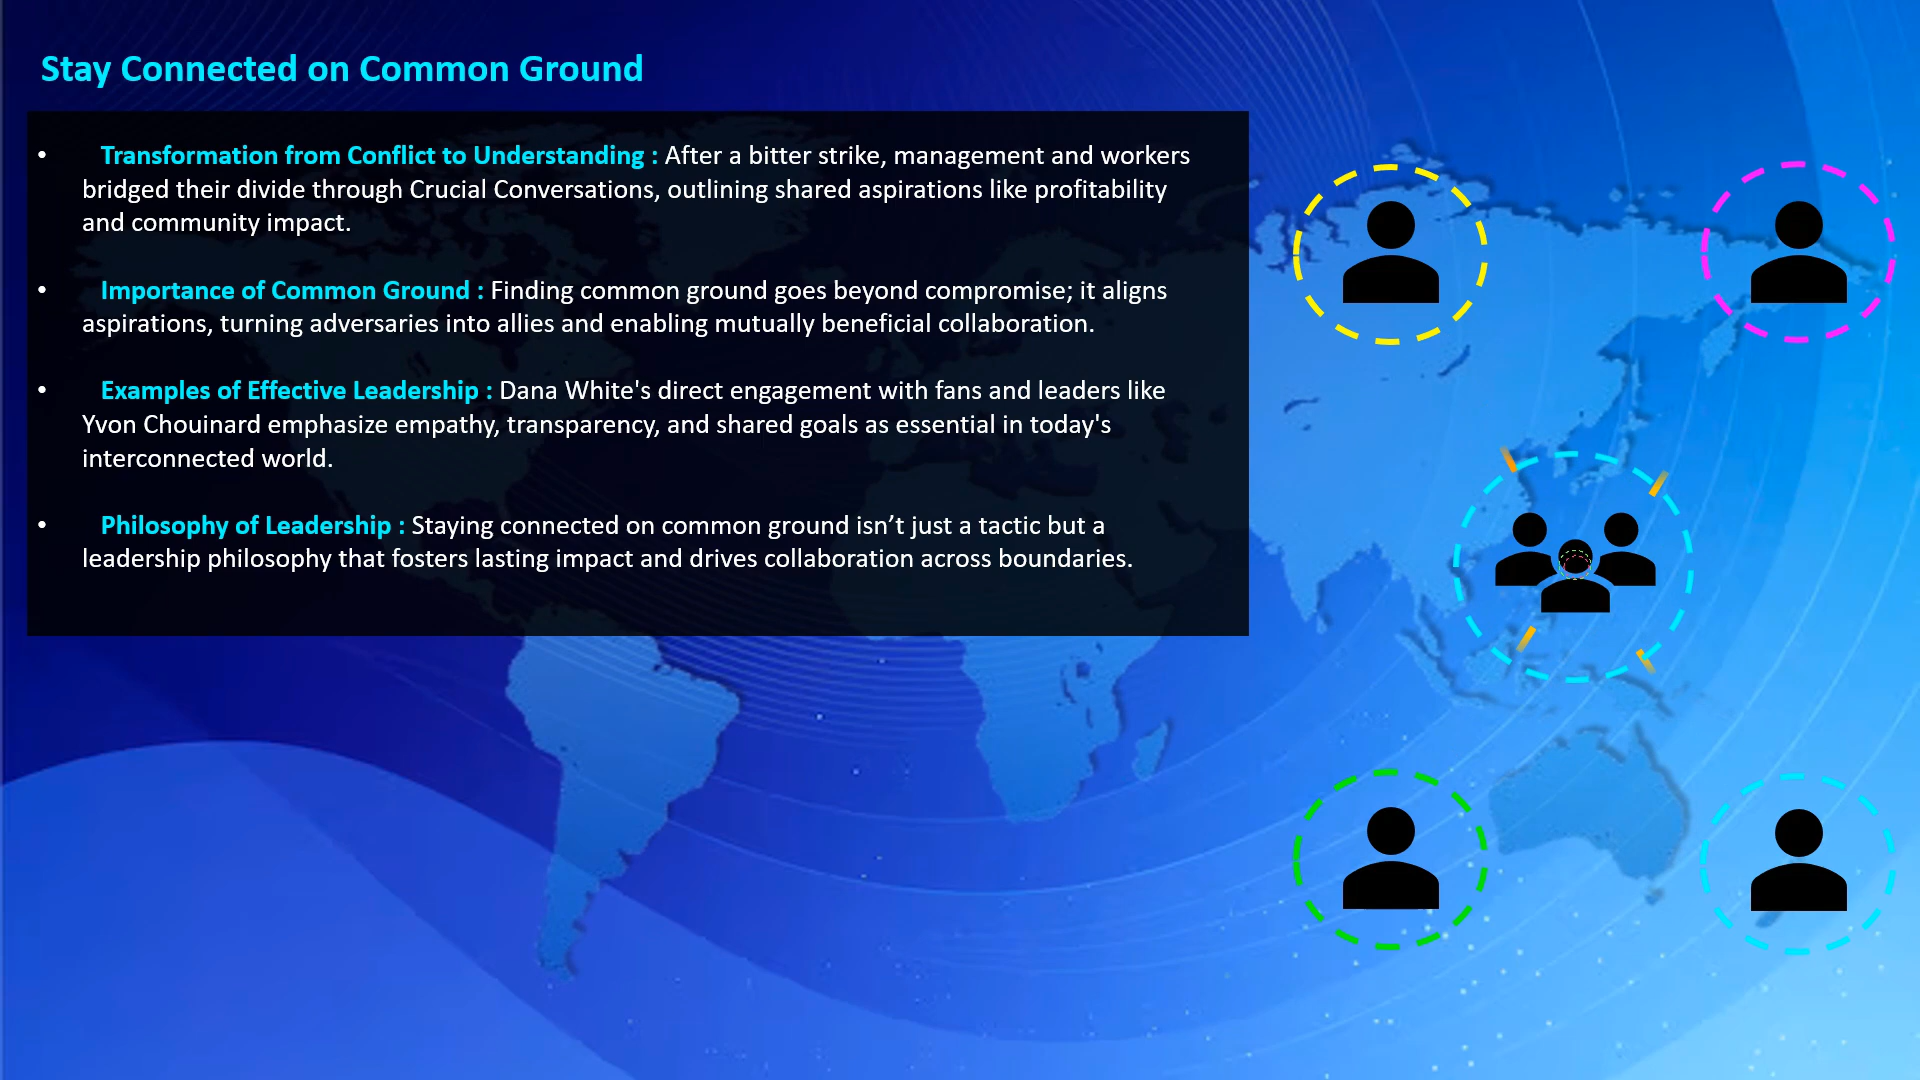 Stay Connected on Common Ground
• Transformation from Conflict to Understanding : After a bitter strike, management and workers
bridged their divide through Crucial Conversations, outlining shared aspirations like profitability
and community impact.
• Importance of Common Ground : Finding common ground goes beyond compromise; it aligns
aspirations, turning adversaries into allies and enabling mutually beneficial collaboration.
• Examples of Effective Leadership : Dana White's direct engagement with fans and leaders like
Yvon Chouinard emphasize empathy, transparency, and shared goals as essential in today's
interconnected world.
• Philosophy of Leadership : Staying connected on common ground isn’t just a tactic but a
leadership philosophy that fosters lasting impact and drives collaboration across boundaries.